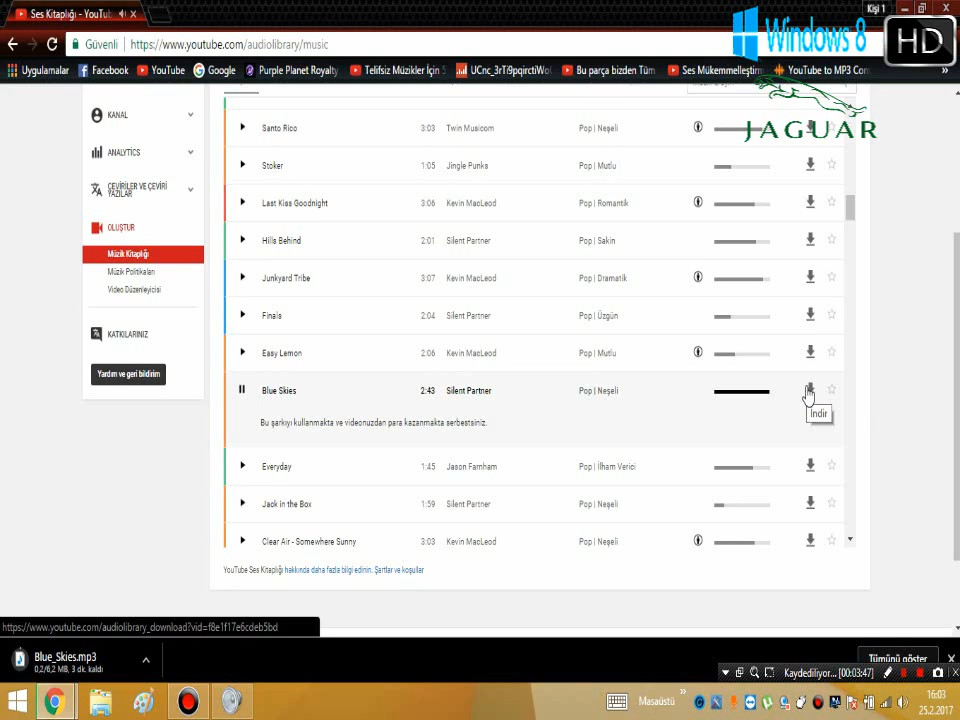 Ses Kitaplığı - YouTub
Kişi 1
Güvenli
https://www.youtube.com/audiolibrary/music
Windows 8
HD
Uygulamalar
Facebook
YouTube
Google
Purple Planet Royalty
Telifsiz Müzikler İçin
Bu parça bizden Tüm
Ses Mükemmelleştirm
YouTube to MP3 Con
»
JAGUAR
KANAL
ANALYTICS
ÇEVİRİLER VE ÇEVİRİ
YAZILAR
OLUŞTUR
Müzik Kitaplığı
Müzik Politikaları
Video Düzenleyicisi
KATKILARINIZ
Yardım ve geri bildirim
Santo Rico 3:03 Twin Musicom Pop | Neşeli
Stoker 1:05 Jingle Punks Pop | Mutlu
Last Kiss Goodnight 3:06 Kevin MacLeod Pop | Romantik
Hills Behind 2:01 Silent Partner Pop | Sakin
Junkyard Tribe 3:07 Kevin MacLeod Pop | Dramatik
Finals 2:04 Silent Partner Pop | Üzgün
Easy Lemon 2:06 Kevin MacLeod Pop | Mutlu
Blue Skies 2:43 Silent Partner Pop | Neşeli
İndir
Bu şarkıyı kullanmakta ve videonuzdan para kazanmakta serbestsiniz.
Everyday 1:45 Jason Farnham Pop | İlham Verici
Jack in the Box 1:59 Silent Partner Pop | Neşeli
Clear Air - Somewhere Sunny 3:03 Kevin MacLeod Pop | Neşeli
YouTube Ses Kitaplığı hakkında daha fazla bilgi edinin. Şartlar ve koşullar
https://www.youtube.com/audiolibrary_download?vid=f8e1f17e6cdeb5bd
Blue_Skies.mp3
0,2/6,2 MB, 3 dk. kaldı
Tümünü göster
Kaydediliyor... [00:03:47]
Masaüstü
»
16:03
25.2.2017